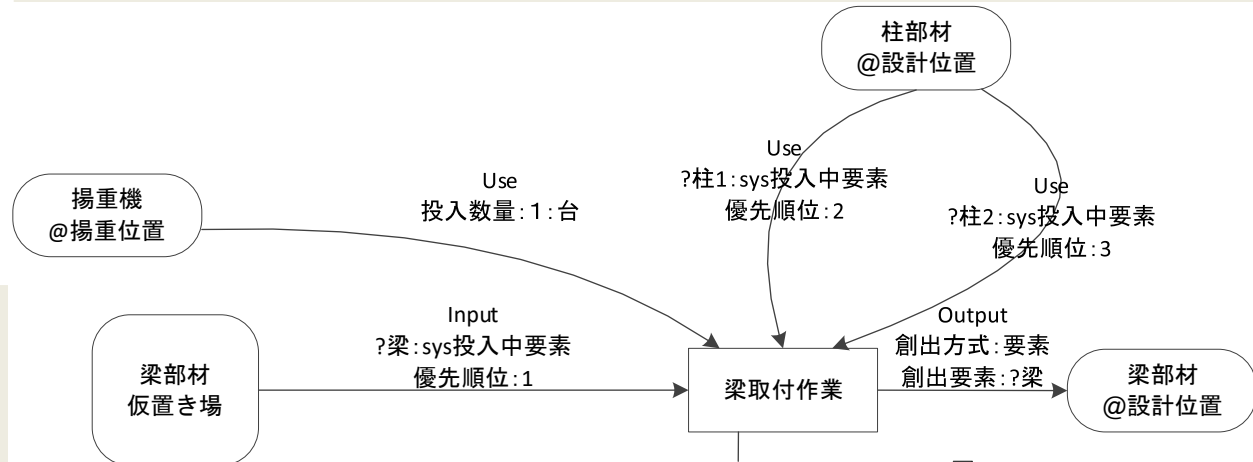 柱部材
@設計位置
Use
?柱1:sys投入中要素
優先順位:2
Use
?柱2:sys投入中要素
優先順位:3
揚重機
@揚重位置
Use
投入数量:1:台
梁部材
仮置き場
Input
?梁:sys投入中要素
優先順位:1
梁取付作業
Output
創出方式:要素
創出要素:?梁
梁部材
@設計位置